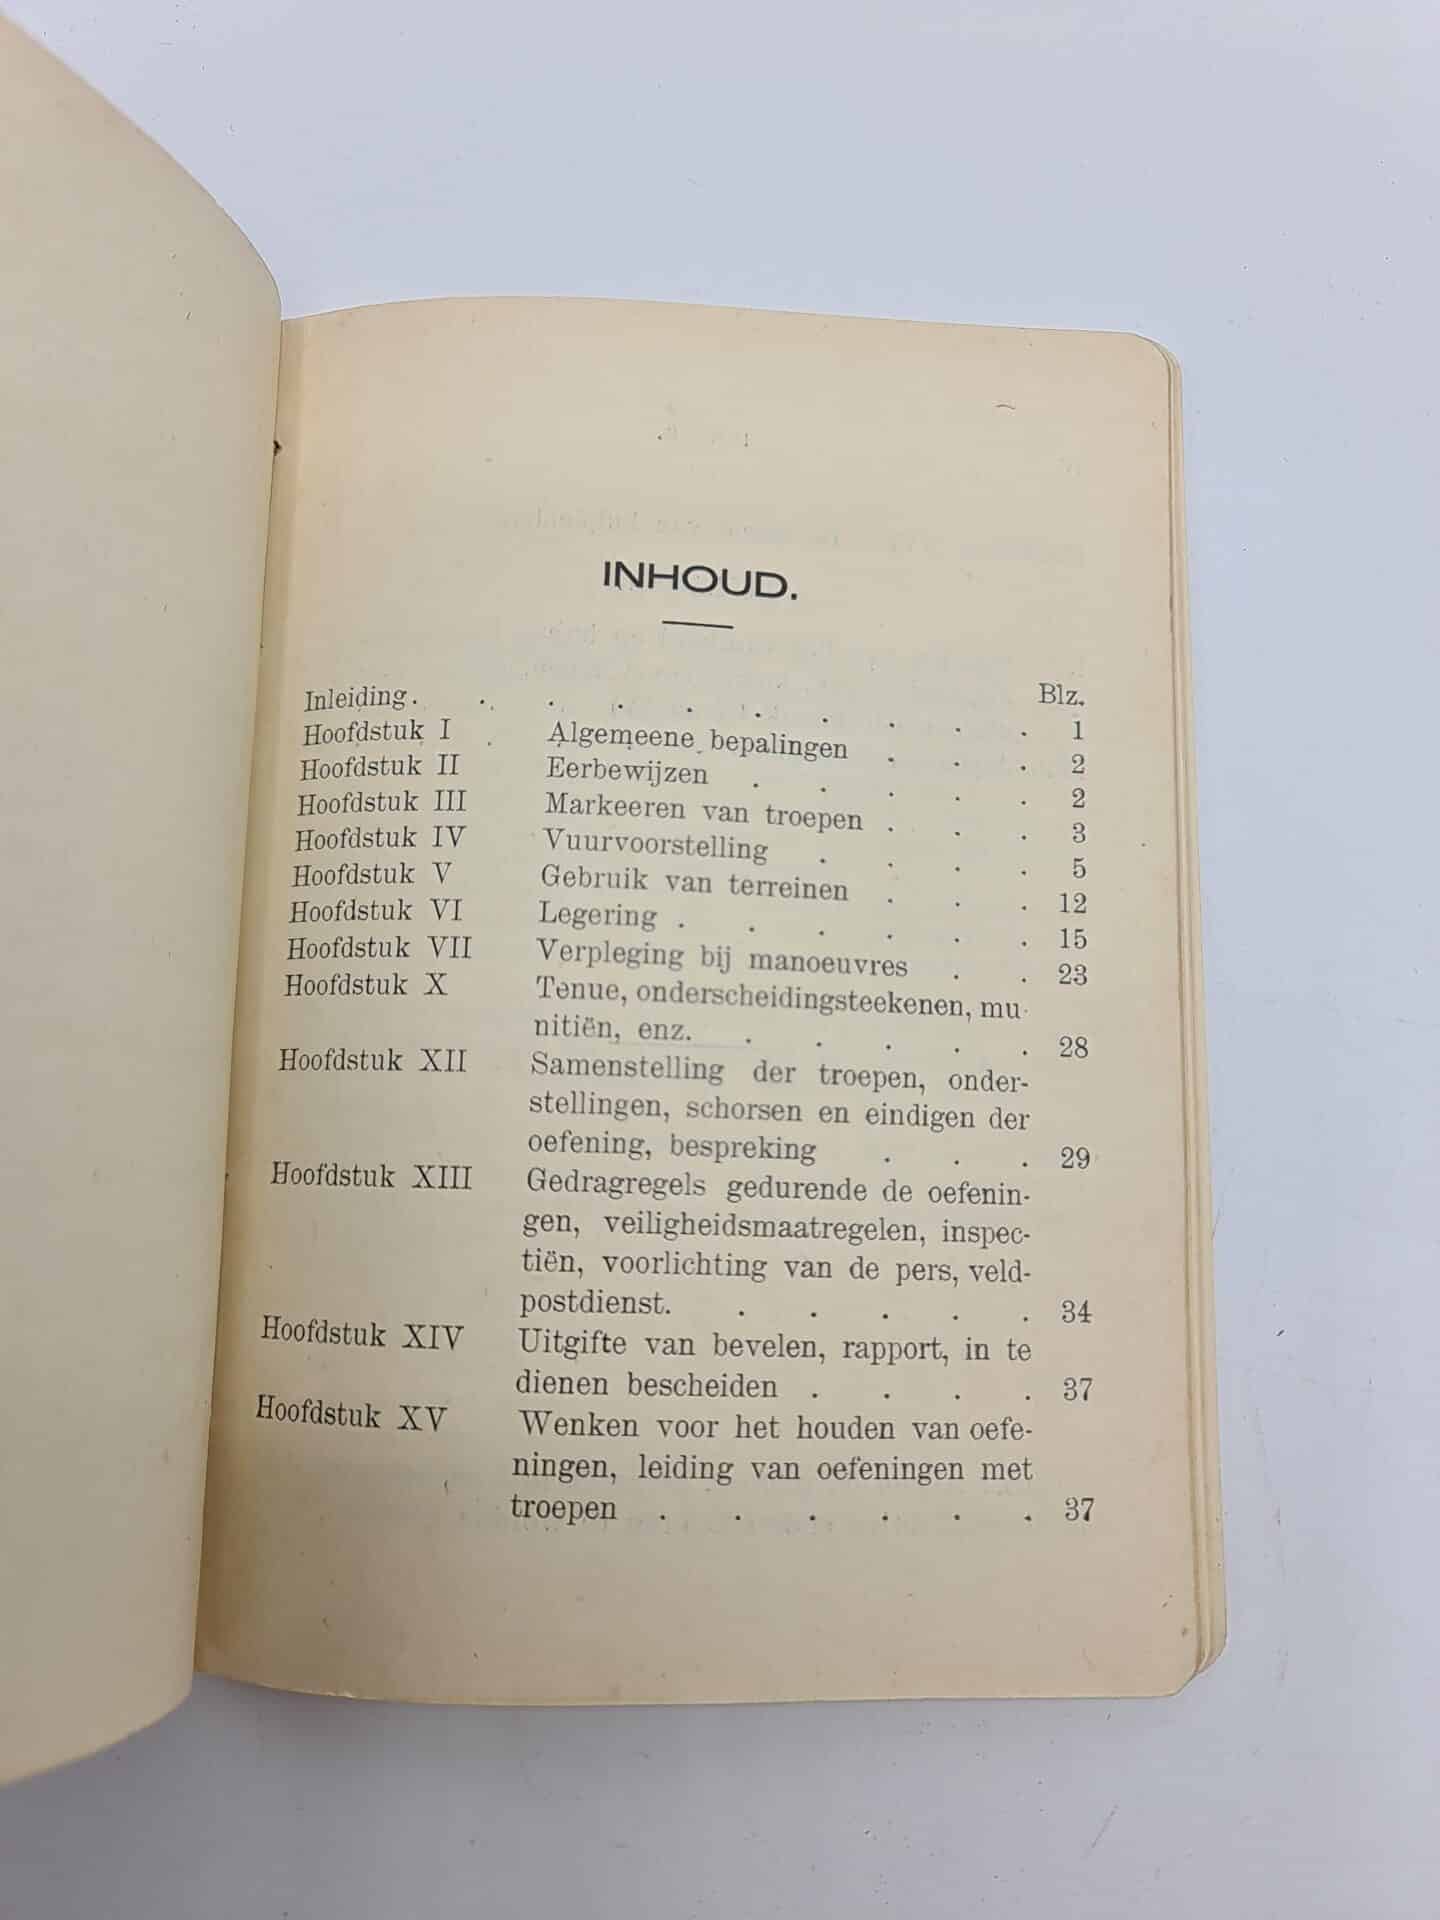 INHOUD.
Blz.
Inleiding . . . . . . . . . . 1
Hoofdstuk I Algemeene bepalingen . . . 2
Hoofdstuk II Eerbewijzen . . . . . 2
Hoofdstuk III Markeeren van troepen . . . 3
Hoofdstuk IV Vuurvoorstelling . . . . 5
Hoofdstuk V Gebruik van terreinen . . . 12
Hoofdstuk VI Legering . . . . . . 15
Hoofdstuk VII Verpleging bij manoeuvres . . 23
Hoofdstuk X Tenue, onderscheidingsteekenen, mu-
nitiën, enz. . . . . . 28
Hoofdstuk XII Samenstelling der troepen, onder-
stellingen, schorsen en eindigen der
oefening, bespreking . . . 29
Hoofdstuk XIII Gedragregels gedurende de oefenin-
gen, veiligheidsmaatregelen, inspec-
tiën, voorlichting van de pers, veld-
postdienst. . . . . . 34
Hoofdstuk XIV Uitgifte van bevelen, rapport, in te
dienen bescheiden . . . . 37
Hoofdstuk XV Wenken voor het houden van oefe-
ningen, leiding van oefeningen met
troepen . . . . . . 37